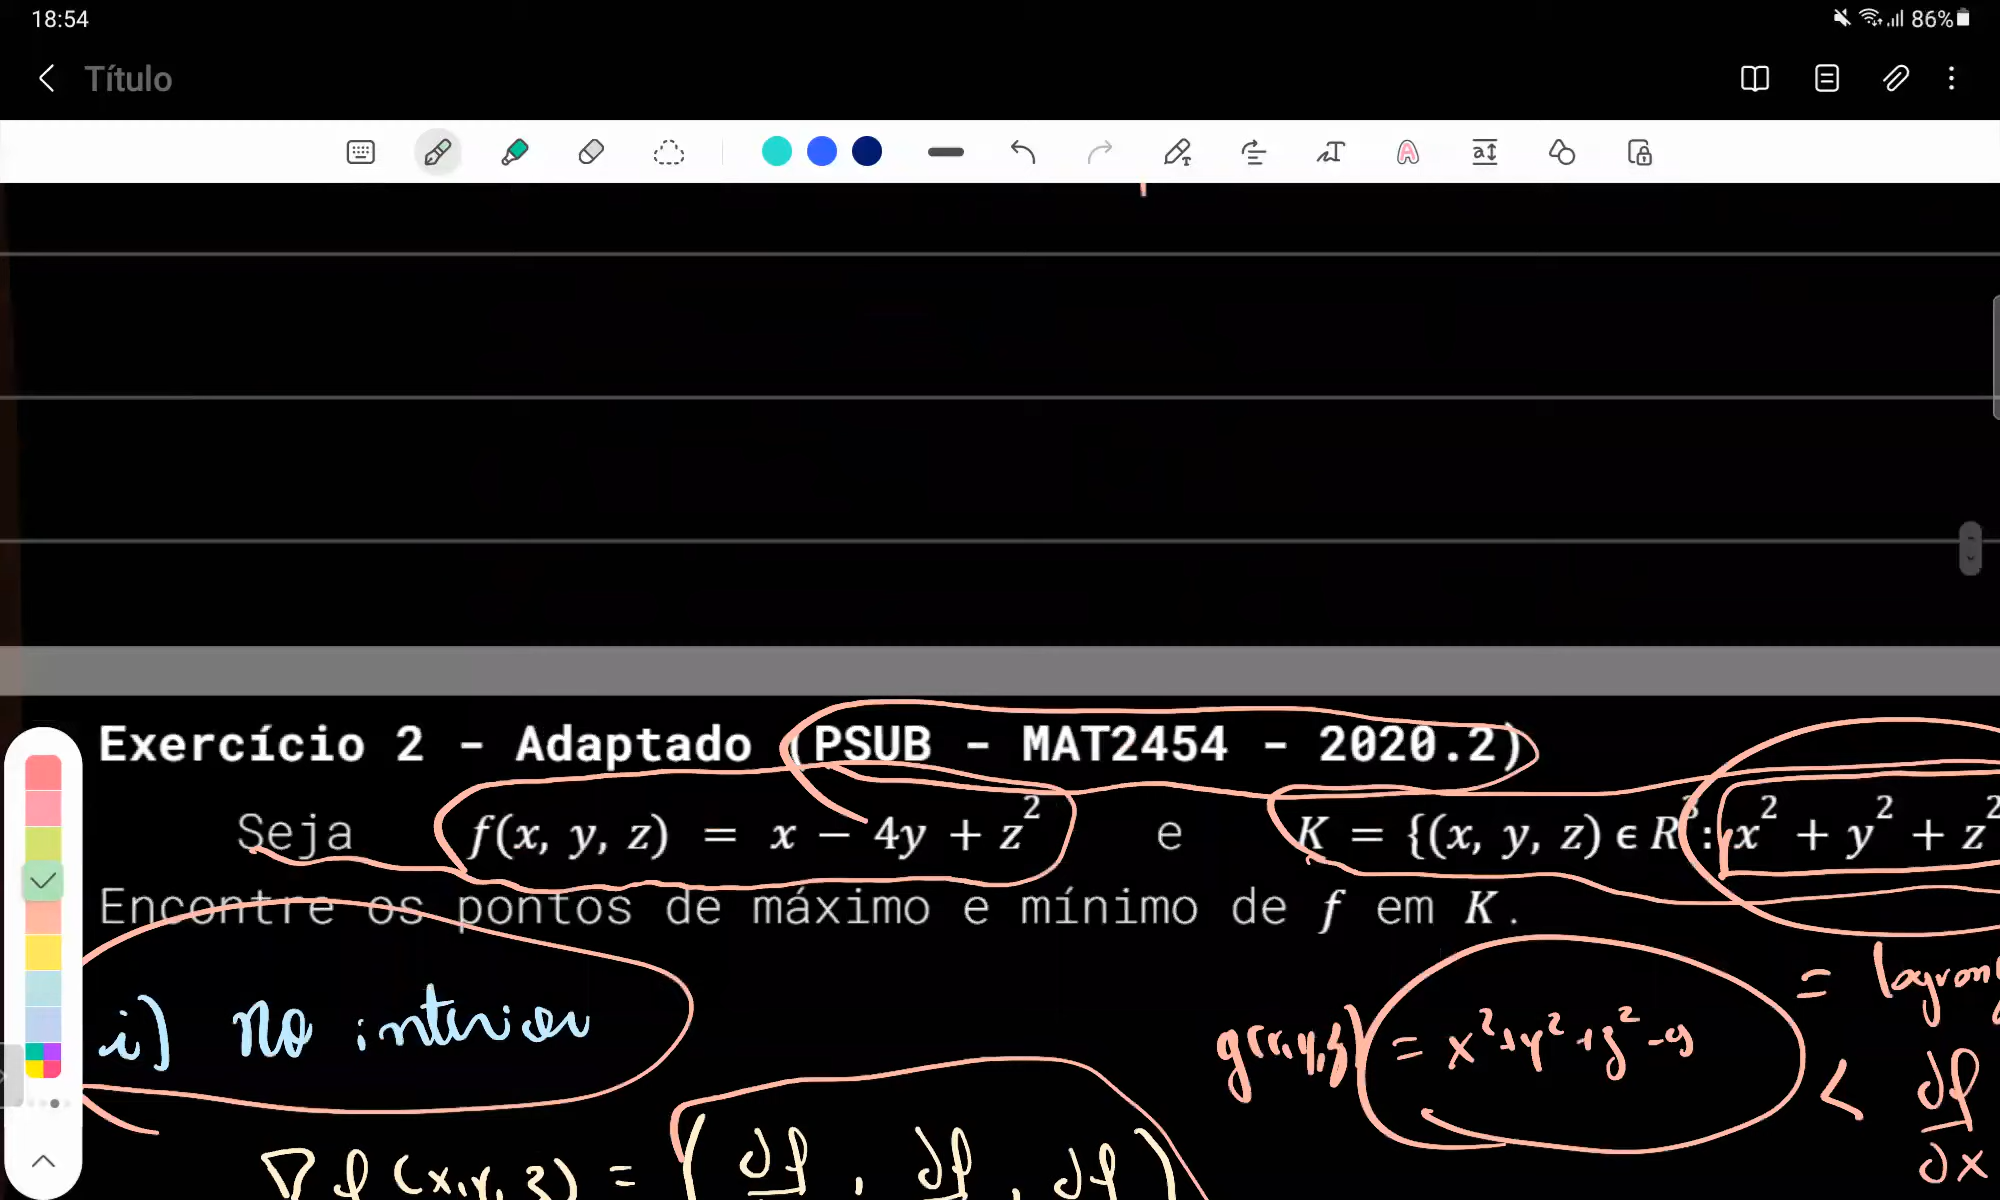 18:54
86%
Título
Exercício 2 - Adaptado (PSUB - MAT2454 - 2020.2)
Seja f(x, y, z) = x − 4y + z² e K = {(x, y, z) ϵ R³: x² + y² + z²
Encontre os pontos de máximo e mínimo de f em K.
i) no interior
g(x,y,z) = x²+y²+z²-9
=
< ∂f
∂x
∇f(x,y,z) = (∂f , ∂f , ∂f)